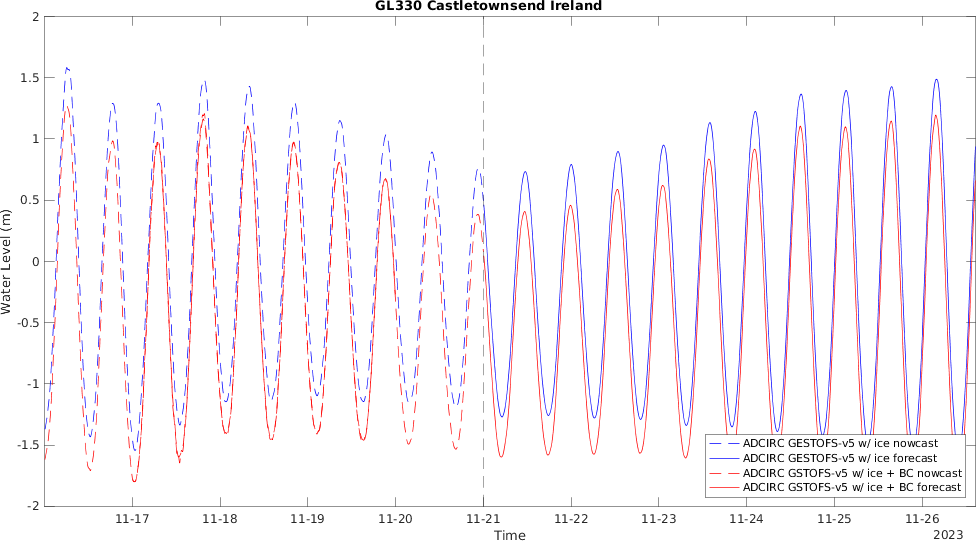 GL330 Castletownsend Ireland
2
1.5
1
0.5
0
-0.5
-1
-1.5
-2
Water Level (m)
ADCIRC GESTOFS-v5 w/ ice nowcast
ADCIRC GESTOFS-v5 w/ ice forecast
ADCIRC GSTOFS-v5 w/ ice + BC nowcast
ADCIRC GSTOFS-v5 w/ ice + BC forecast
11-17 11-18 11-19 11-20 11-21 11-22 11-23 11-24 11-25 11-26
Time
2023